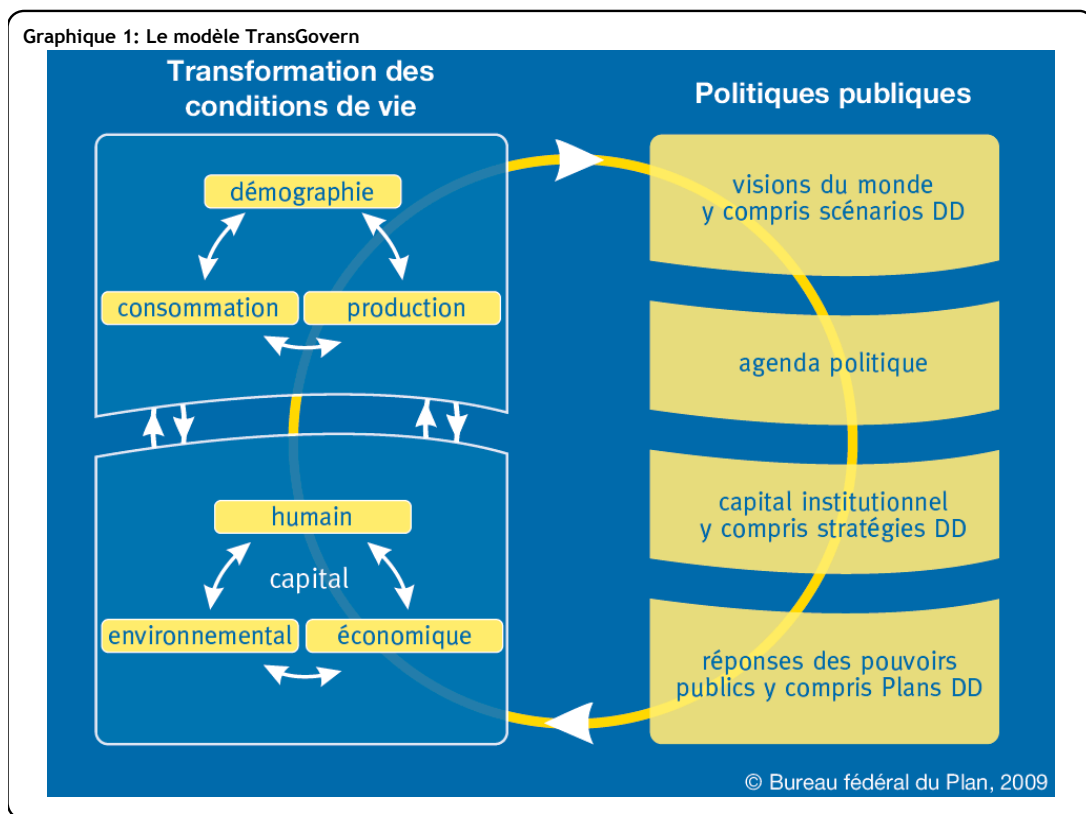 Graphique 1: Le modèle TransGovern
Transformation des
conditions de vie
démographie
consommation
production
humain
capital
environnemental
économique
Politiques publiques
visions du monde
y compris scénarios DD
agenda politique
capital institutionnel
y compris stratégies DD
réponses des pouvoirs
publics y compris Plans DD
© Bureau fédéral du Plan, 2009